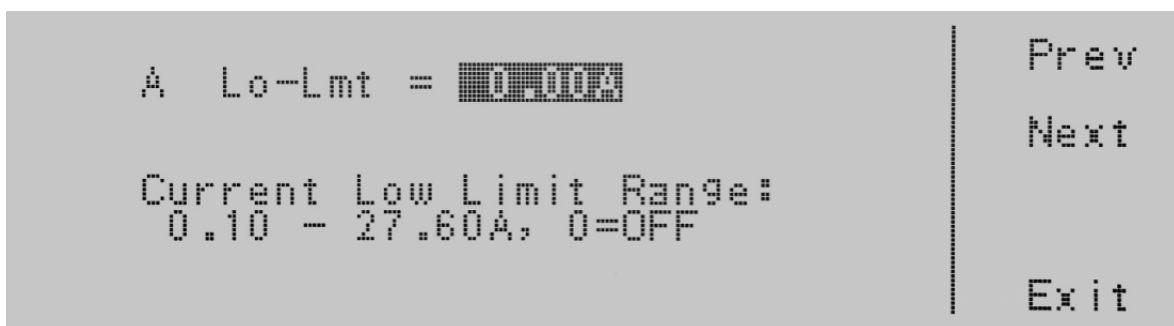 A Lo-Lmt = 0.00A
Current Low Limit Range:
0.10 - 27.60A, 0=OFF
Prev
Next
Exit